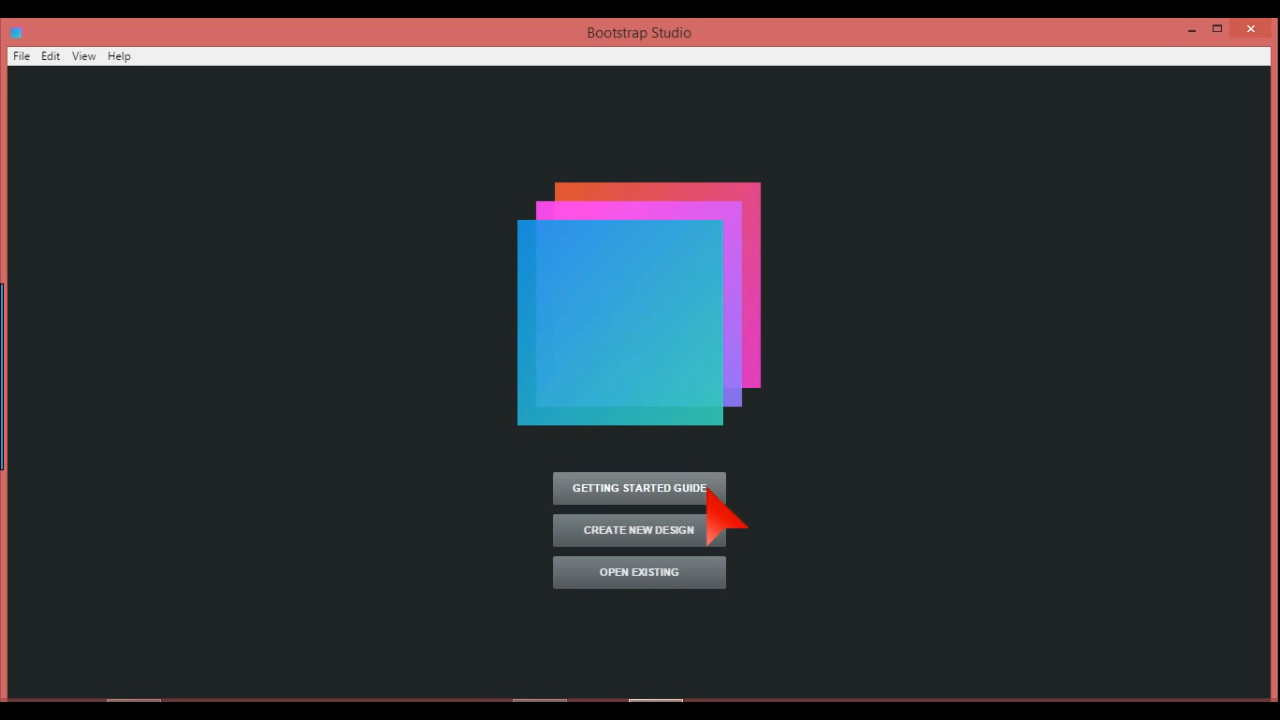 Bootstrap Studio
File Edit View Help
GETTING STARTED GUIDE
CREATE NEW DESIGN
OPEN EXISTING